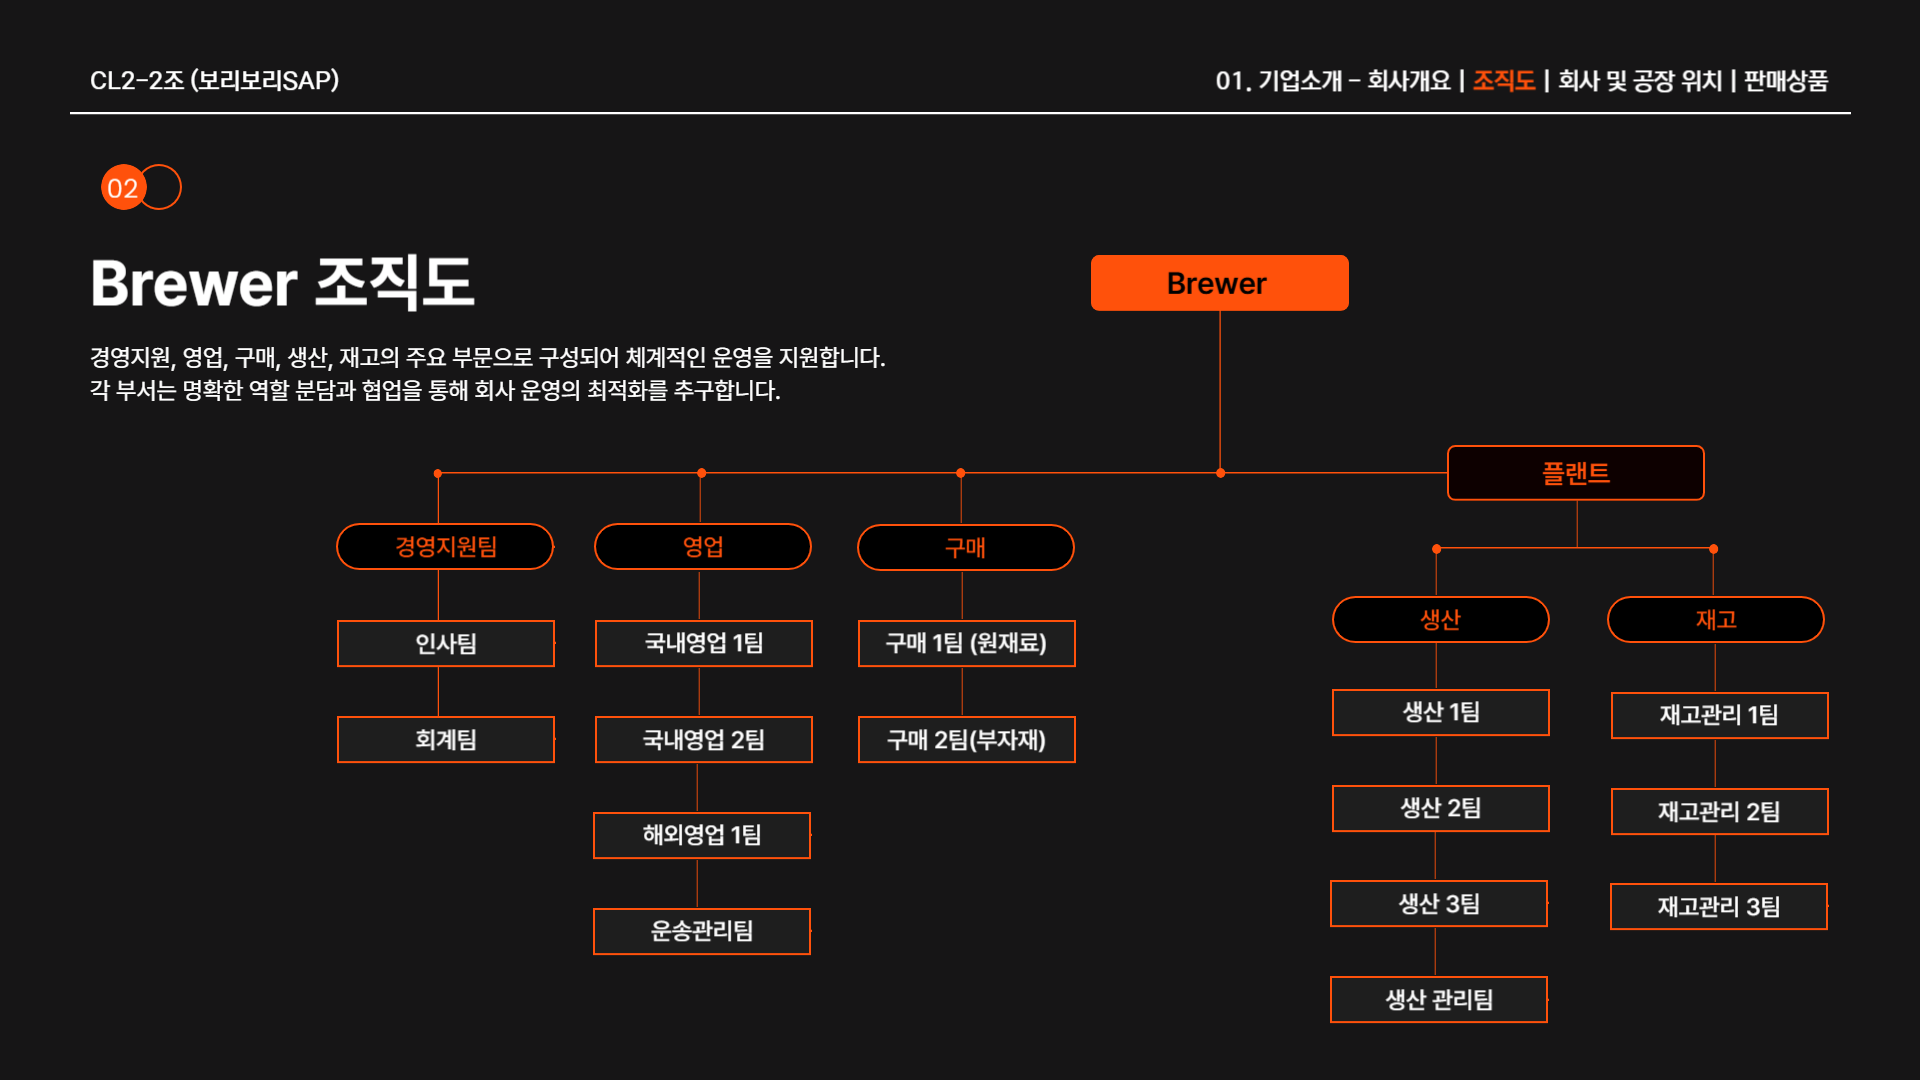 CL2-2조 (보리보리SAP)
01. 기업소개 - 회사개요 | 조직도 | 회사 및 공장 위치 | 판매상품
02
Brewer 조직도
경영지원, 영업, 구매, 생산, 재고의 주요 부문으로 구성되어 체계적인 운영을 지원합니다.
각 부서는 명확한 역할 분담과 협업을 통해 회사 운영의 최적화를 추구합니다.
Brewer
플랜트
경영지원팀
인사팀
회계팀
영업
국내영업 1팀
국내영업 2팀
해외영업 1팀
운송관리팀
구매
구매 1팀 (원재료)
구매 2팀(부자재)
생산
생산 1팀
생산 2팀
생산 3팀
생산 관리팀
재고
재고관리 1팀
재고관리 2팀
재고관리 3팀